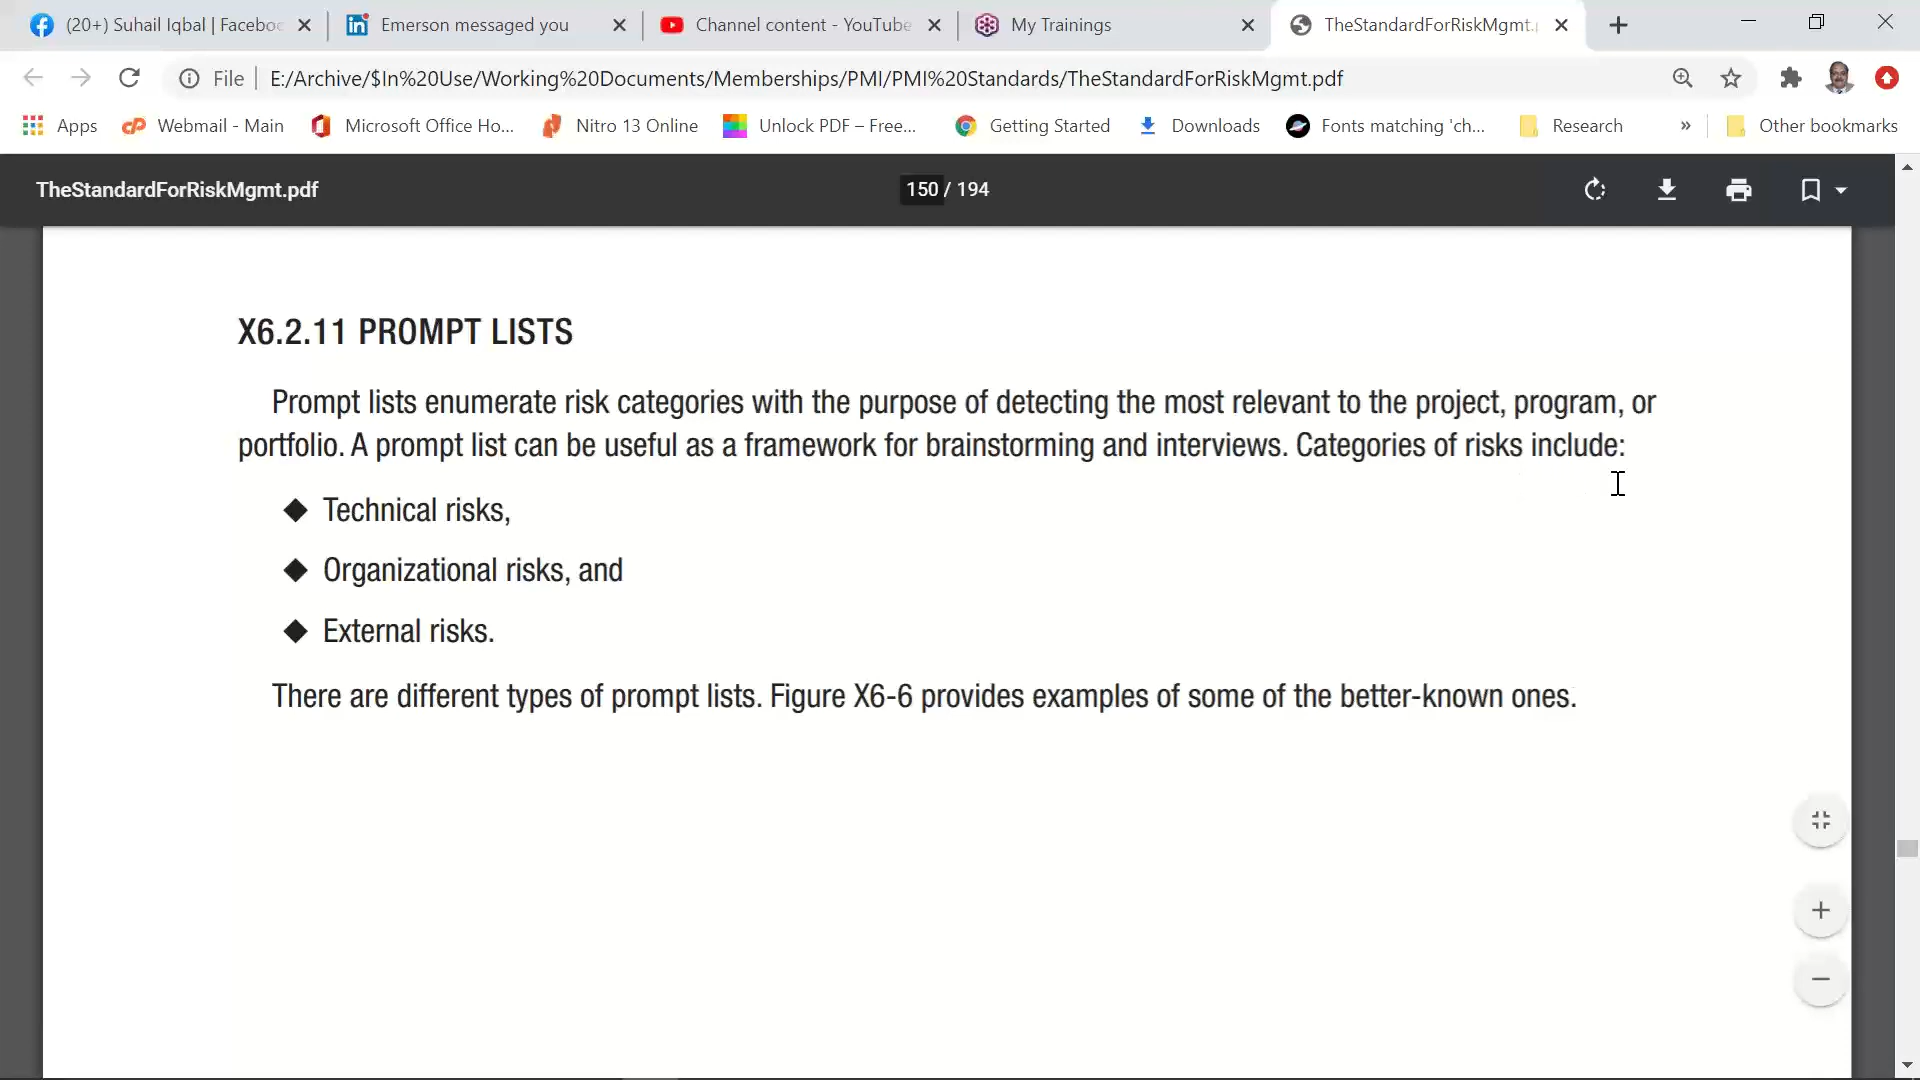 (20+) Suhail Iqbal | Faceboo
Emerson messaged you
Channel content - YouTube
My Trainings
TheStandardForRiskMgmt.
File
E:/Archive/$In%20Use/Working%20Documents/Memberships/PMI/PMI%20Standards/TheStandardForRiskMgmt.pdf
Apps
Webmail - Main
Microsoft Office Ho...
Nitro 13 Online
Unlock PDF – Free...
Getting Started
Downloads
Fonts matching 'ch...
Research
»
Other bookmarks
TheStandardForRiskMgmt.pdf
150 / 194
X6.2.11 PROMPT LISTS
Prompt lists enumerate risk categories with the purpose of detecting the most relevant to the project, program, or
portfolio. A prompt list can be useful as a framework for brainstorming and interviews. Categories of risks include:
◆ Technical risks,
◆ Organizational risks, and
◆ External risks.
There are different types of prompt lists. Figure X6-6 provides examples of some of the better-known ones.